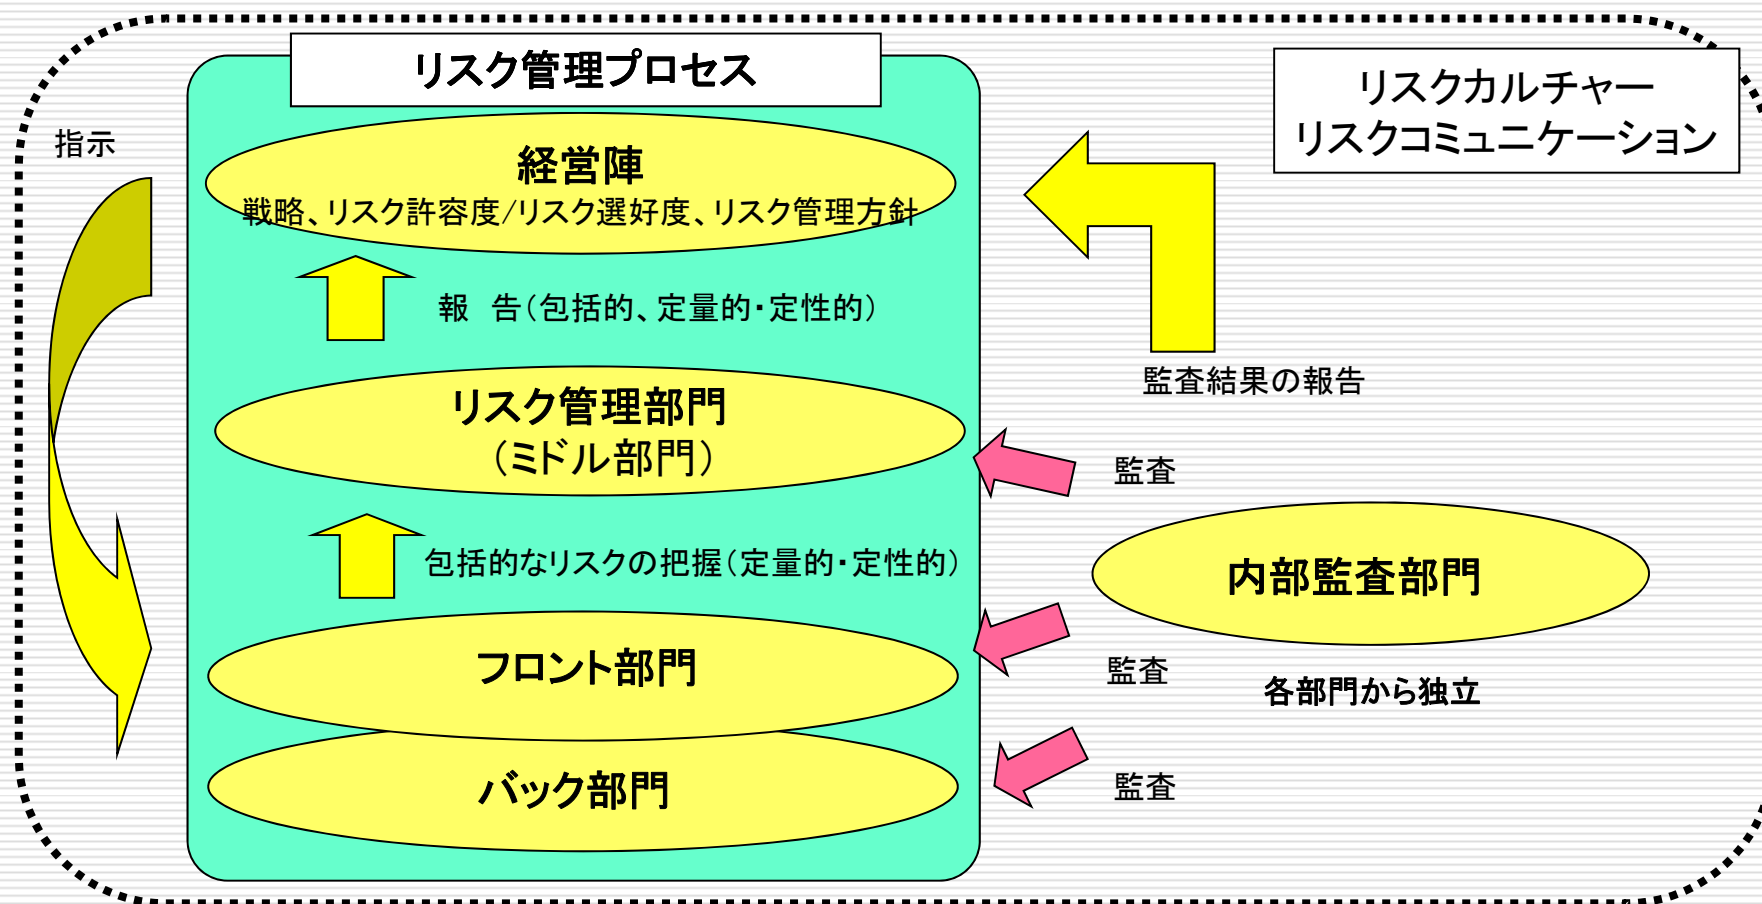 リスク管理プロセス
リスクカルチャー
リスクコミュニケーション
指示
経営陣
戦略、リスク許容度/リスク選好度、リスク管理方針
報　告(包括的、定量的・定性的)
監査結果の報告
リスク管理部門
(ミドル部門)
監査
包括的なリスクの把握(定量的・定性的)
内部監査部門
フロント部門
監査
各部門から独立
バック部門
監査